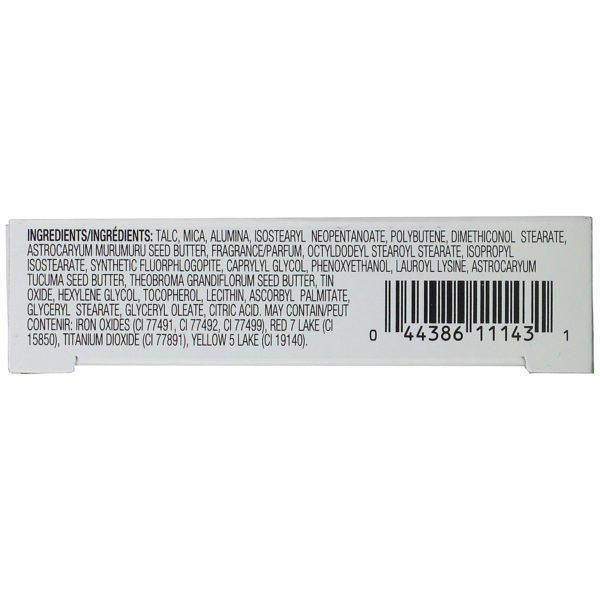 INGREDIENTS/INGRÉDIENTS: TALC, MICA, ALUMINA, ISOSTEARYL NEOPENTANOATE, POLYBUTENE, DIMETHICONOL STEARATE,
ASTROCARYUM MURUMURU SEED BUTTER, FRAGRANCE/PARFUM, OCTYLDODEYL STEAROYL STEARATE, ISOPROPYL
ISOSTEARATE, SYNTHETIC FLUORPHLOGOPITE, CAPRYLYL GLYCOL, PHENOXYETHANOL, LAUROYL LYSINE, ASTROCARYUM
TUCUMA SEED BUTTER, THEOBROMA GRANDIFLORUM SEED BUTTER, TIN
OXIDE, HEXYLENE GLYCOL, TOCOPHEROL, LECITHIN, ASCORBYL PALMITATE,
GLYCERYL STEARATE, GLYCERYL OLEATE, CITRIC ACID. MAY CONTAIN/PEUT
CONTENIR: IRON OXIDES (CI 77491, CI 77492, CI 77499), RED 7 LAKE (CI
15850), TITANIUM DIOXIDE (CI 77891), YELLOW 5 LAKE (CI 19140).
0 44386 11143 1